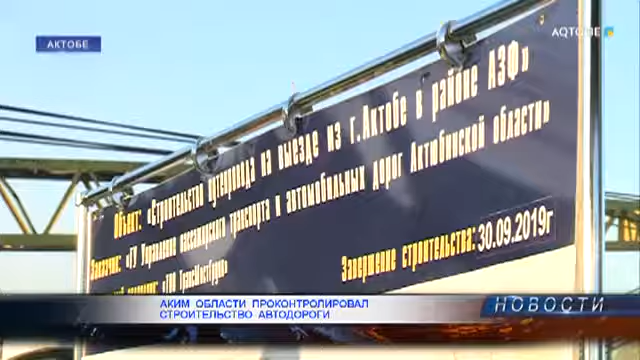 АКТОБЕ
AQTOBE
Объект: «Строительство путепровода на выезде из г.Актобе в районе АЗФ»
Заказчик: «ГУ Управление пассажирского транспорта и автомобильных дорог Актюбинской области»
«ТОО ТрансМостСтрой»
Завершение строительства: 30.09.2019г
АКИМ ОБЛАСТИ ПРОКОНТРОЛИРОВАЛ
СТРОИТЕЛЬСТВО АВТОДОРОГИ
НОВОСТИ